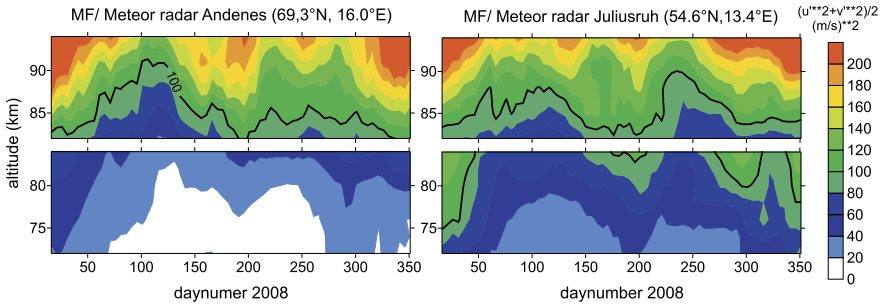 MF/ Meteor radar Andenes (69,3°N, 16.0°E)
MF/ Meteor radar Juliusruh (54.6°N,13.4°E)
(u'**2+v'**2)/2
(m/s)**2
altitude (km)
90
85
80
75
100
50 100 150 200 250 300 350
daynumer 2008
90
85
80
75
50 100 150 200 250 300 350
daynumber 2008
200
180
160
140
120
100
80
60
40
20
0